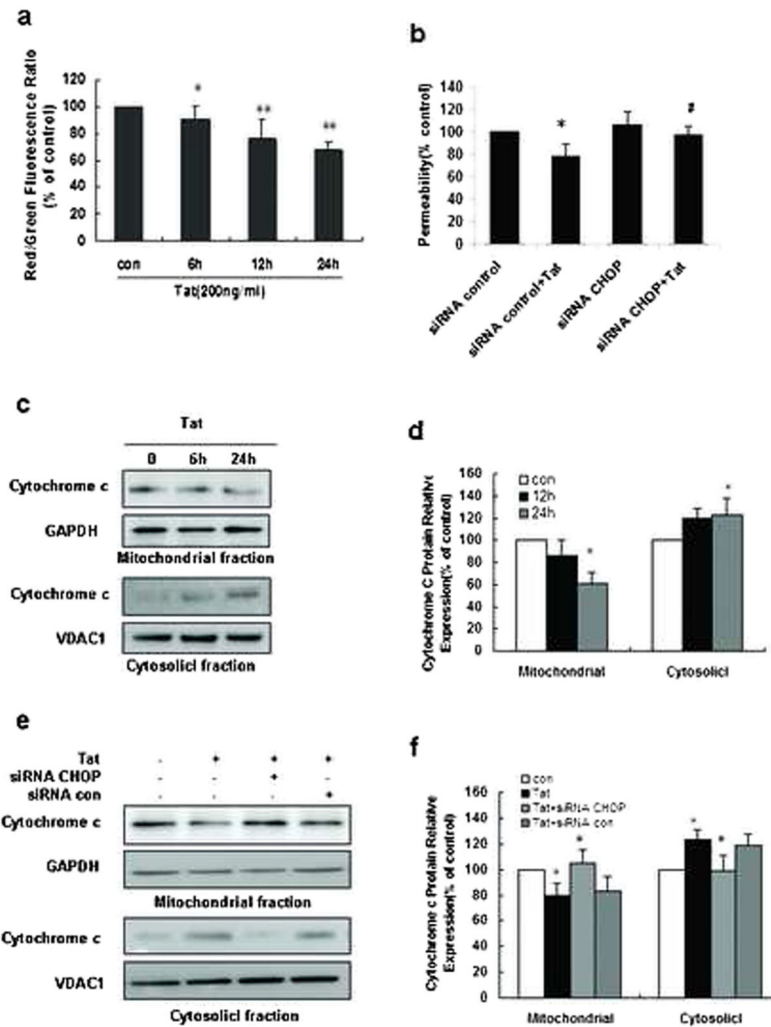 a
Red/Green Fluorescence Ratio
(% of control)
120
100
80
60
40
20
0
* ** **
con 6h 12h 24h
Tat(200ng/ml)
b
Permeability(% control)
140
120
100
80
60
40
20
0
* #
siRNA control
siRNA control+Tat
siRNA CHOP
siRNA CHOP+Tat
c
Tat
0 6h 24h
Cytochrome c
GAPDH
Mitochondrial fraction
Cytochrome c
VDAC1
Cytosolicl fraction
d
Cytochrome C Protein Relative
Expression(% of control)
160
140
120
100
80
60
40
20
0
con
12h
24h
* *
Mitochondrial Cytosolicl
e
Tat - + + +
siRNA CHOP - - + -
siRNA con - - - +
Cytochrome c
GAPDH
Mitochondrial fraction
Cytochrome c
VDAC1
Cytosolicl fraction
f
Cytochrome c Protein Relative
Expression(% of control)
160
140
120
100
80
60
40
20
0
con
Tat
Tat+siRNA CHOP
Tat+siRNA con
* * * *
Mitochondrial Cytosolicl